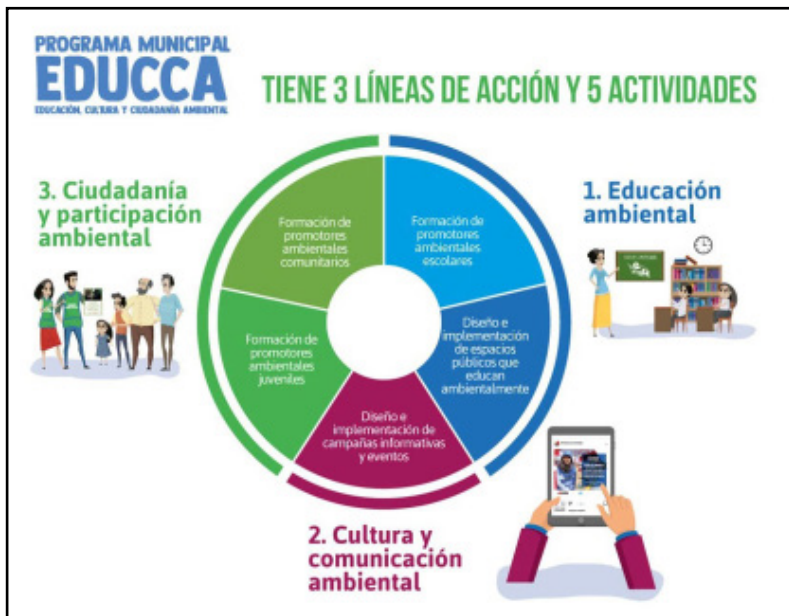 PROGRAMA MUNICIPAL
EDUCCA
EDUCACIÓN, CULTURA Y CIUDADANÍA AMBIENTAL
TIENE 3 LÍNEAS DE ACCIÓN Y 5 ACTIVIDADES
3. Ciudadanía
y participación
ambiental
1. Educación
ambiental
Formación de
promotores
ambientales
comunitarios
Formación de
promotores
ambientales
escolares
Formación de
promotores
ambientales
juveniles
Diseño e
implementación
de espacios
públicos que
educan
ambientalmente
Diseño e
implementación de
campañas informativas
y eventos
2. Cultura y
comunicación
ambiental